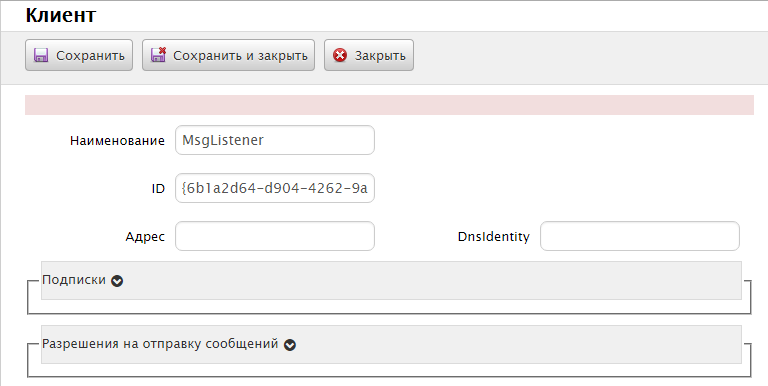 Клиент
Сохранить Сохранить и закрыть Закрыть
Наименование MsgListener
ID {6b1a2d64-d904-4262-9a
Адрес DnsIdentity
Подписки
Разрешения на отправку сообщений